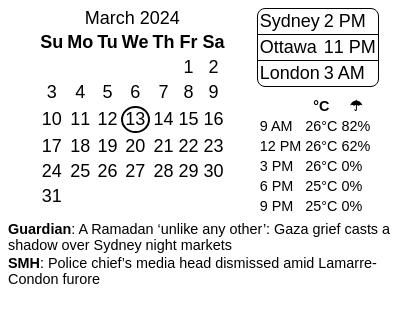 March 2024
Su Mo Tu We Th Fr Sa
1 2
3 4 5 6 7 8 9
10 11 12 13 14 15 16
17 18 19 20 21 22 23
24 25 26 27 28 29 30
31
Sydney 2 PM
Ottawa 11 PM
London 3 AM
°C ☂
9 AM 26°C 82%
12 PM 26°C 62%
3 PM 26°C 0%
6 PM 25°C 0%
9 PM 25°C 0%
Guardian: A Ramadan ‘unlike any other’: Gaza grief casts a
shadow over Sydney night markets
SMH: Police chief’s media head dismissed amid Lamarre-
Condon furore